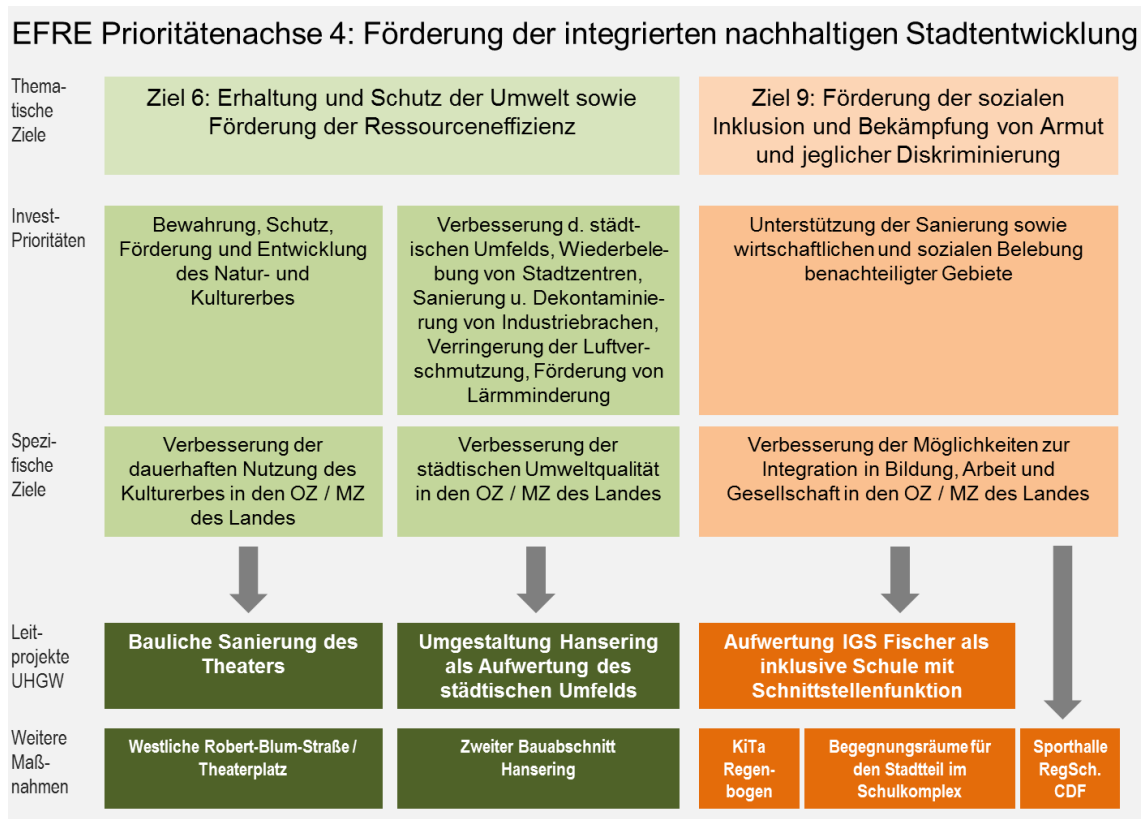 EFRE Prioritätenachse 4: Förderung der integrierten nachhaltigen Stadtentwicklung
Thema-
tische
Ziele
Ziel 6: Erhaltung und Schutz der Umwelt sowie
Förderung der Ressourceneffizienz
Ziel 9: Förderung der sozialen
Inklusion und Bekämpfung von Armut
und jeglicher Diskriminierung
Invest-
Prioritäten
Bewahrung, Schutz,
Förderung und Entwicklung
des Natur- und
Kulturerbes
Verbesserung d. städt-
ischen Umfelds, Wiederbele-
bung von Stadtzentren,
Sanierung u. Dekontaminie-
rung von Industriebrachen,
Verringerung der Luftver-
schmutzung, Förderung von
Lärmminderung
Unterstützung der Sanierung sowie
wirtschaftlichen und sozialen Belebung
benachteiligter Gebiete
Spezi-
fische
Ziele
Verbesserung der
dauerhaften Nutzung des
Kulturerbes in den OZ / MZ
des Landes
Verbesserung der
städtischen Umweltqualität
in den OZ / MZ des Landes
Verbesserung der Möglichkeiten zur
Integration in Bildung, Arbeit und
Gesellschaft in den OZ / MZ des Landes
Leit-
projekte
UHGW
Bauliche Sanierung des
Theaters
Umgestaltung Hansering
als Aufwertung des
städtischen Umfelds
Aufwertung IGS Fischer als
inklusive Schule mit
Schnittstellenfunktion
Weitere
Maß-
nahmen
Westliche Robert-Blum-Straße /
Theaterplatz
Zweiter Bauabschnitt
Hansering
KiTa
Regen-
bogen
Begegnungsräume für
den Stadtteil im
Schulkomplex
Sporthalle
RegSch.
CDF